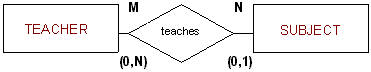 M N
TEACHER teaches SUBJECT
(0,N) (0,1)